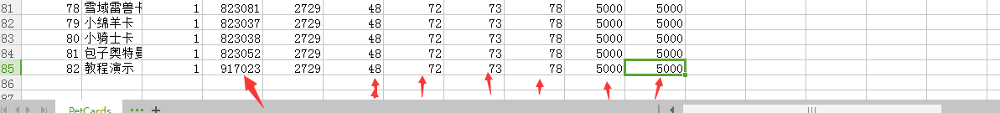 81 78 雪域雷兽卡 1 823081 2729 48 72 73 78 5000 5000
82 79 小绵羊卡 1 823037 2729 48 72 73 78 5000 5000
83 80 小骑士卡 1 823038 2729 48 72 73 78 5000 5000
84 81 包子奥特曼 1 823052 2729 48 72 73 78 5000 5000
85 82 教程演示 1 917023 2729 48 72 73 78 5000 5000
86
87
PetCards